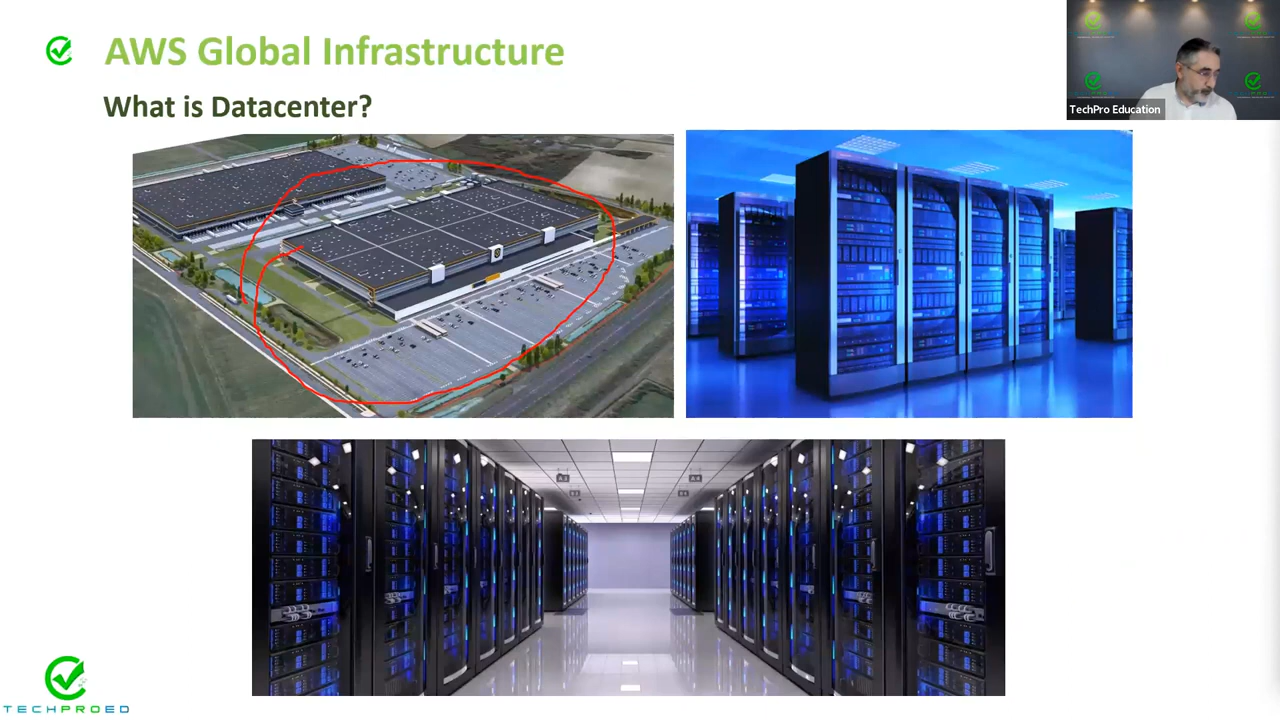 AWS Global Infrastructure
What is Datacenter?
TechPro Education
TECHPROED